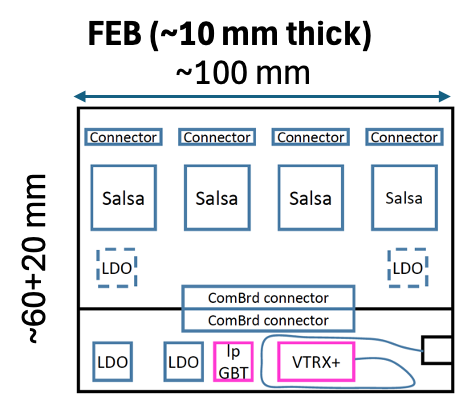 FEB (~10 mm thick)
~100 mm
~60+20 mm
Connector Connector Connector Connector
Salsa Salsa Salsa Salsa
LDO LDO
ComBrd connector
ComBrd connector
LDO LDO lp GBT VTRX+